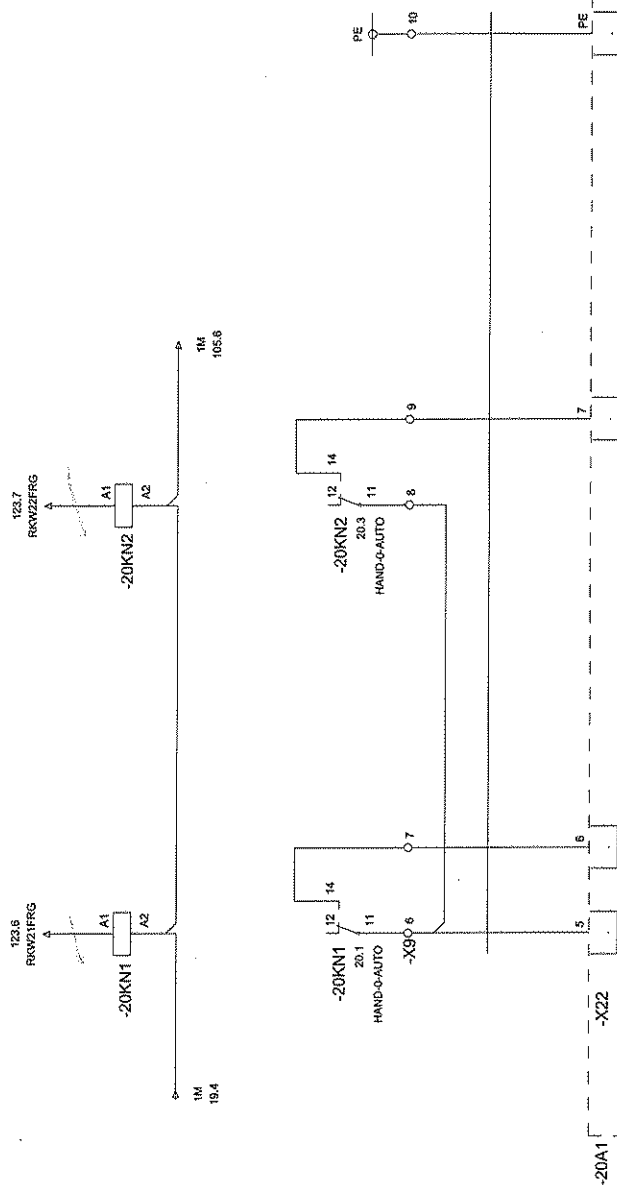 123.6
RKW21FRG
A1
A2
-20KN1
123.7
RKW22FRG
A1
A2
-20KN2
1M
19.4
1M
105.6
PE
10
12
14
11
-20KN1
20.1
HAND-0-AUTO
-X9
6
7
12
14
11
-20KN2
20.3
HAND-0-AUTO
8
9
5
6
7
PE
-X22
-20A1